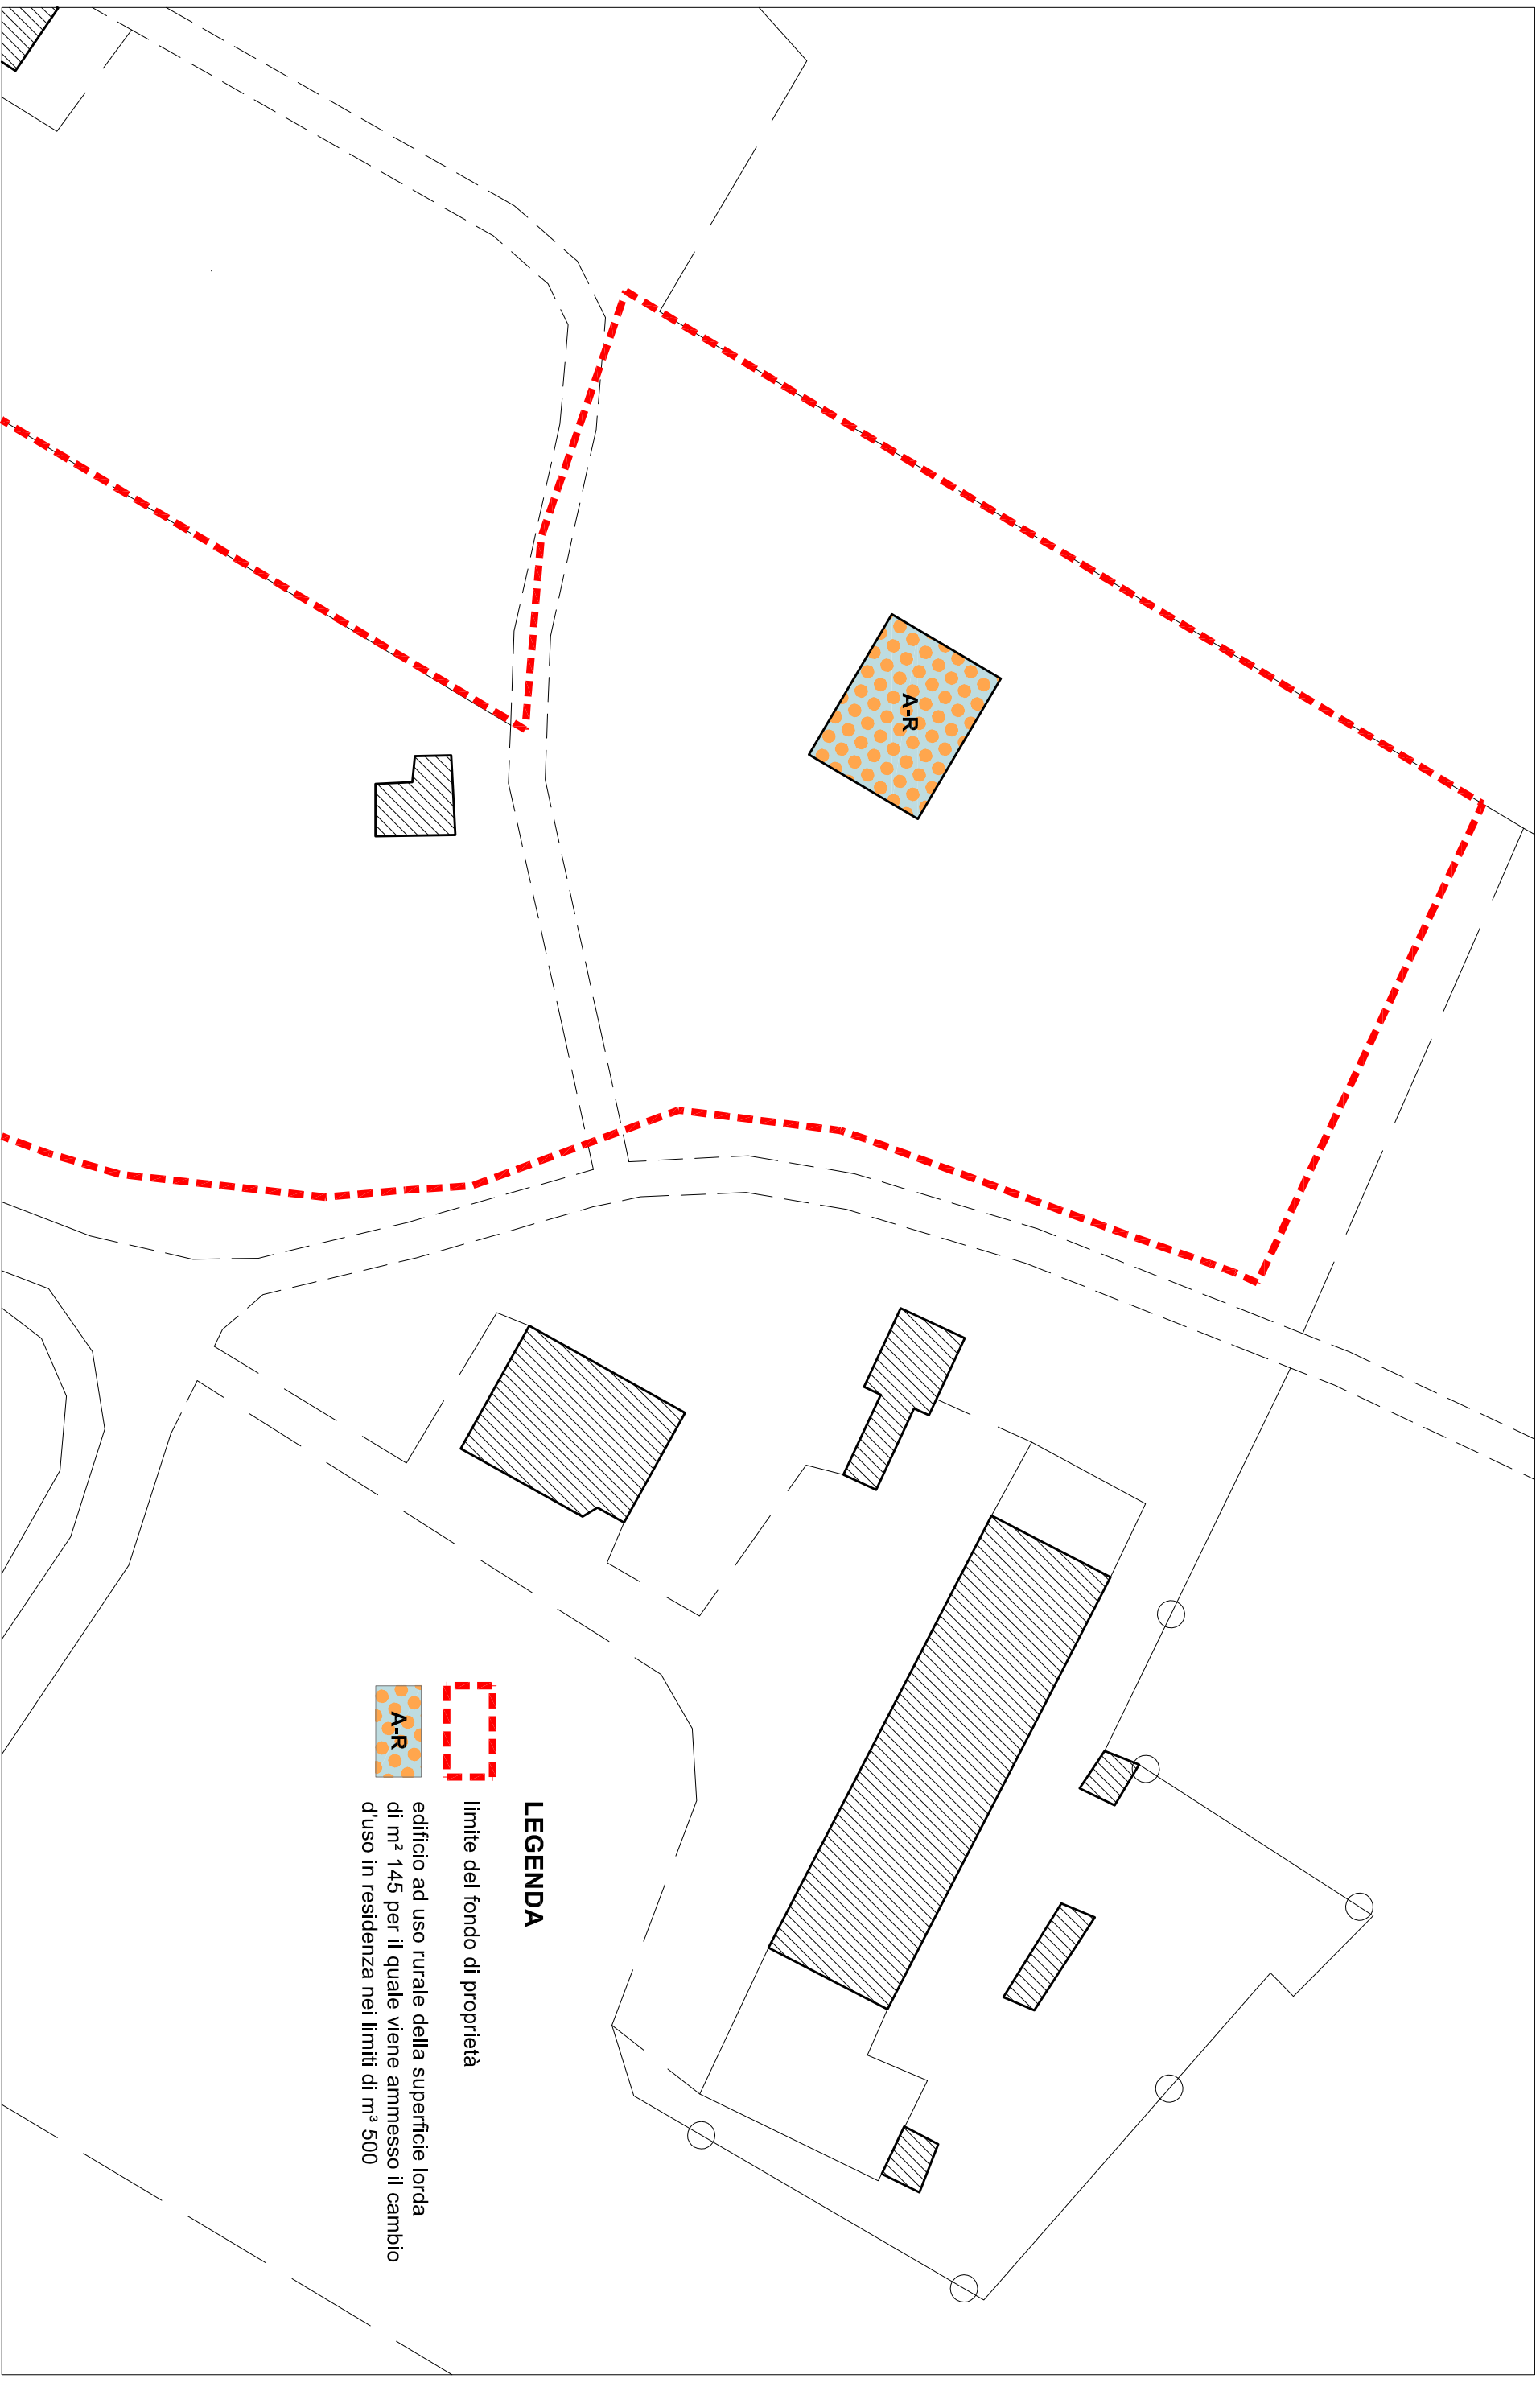 A-R
LEGENDA
limite del fondo di proprietà
A-R
edificio ad uso rurale della superficie lorda
di m² 145 per il quale viene ammesso il cambio
d'uso in residenza nei limiti di m³ 500